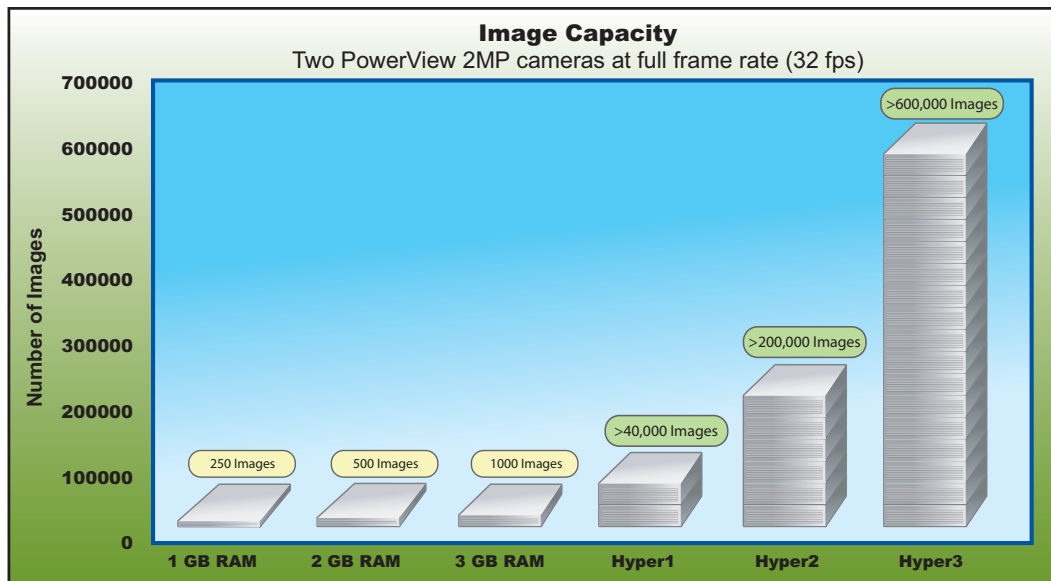 Image Capacity
Two PowerView 2MP cameras at full frame rate (32 fps)
Number of Images
700000
600000
500000
400000
300000
200000
100000
0
>600,000 Images
>200,000 Images
>40,000 Images
250 Images
500 Images
1000 Images
1 GB RAM
2 GB RAM
3 GB RAM
Hyper1
Hyper2
Hyper3